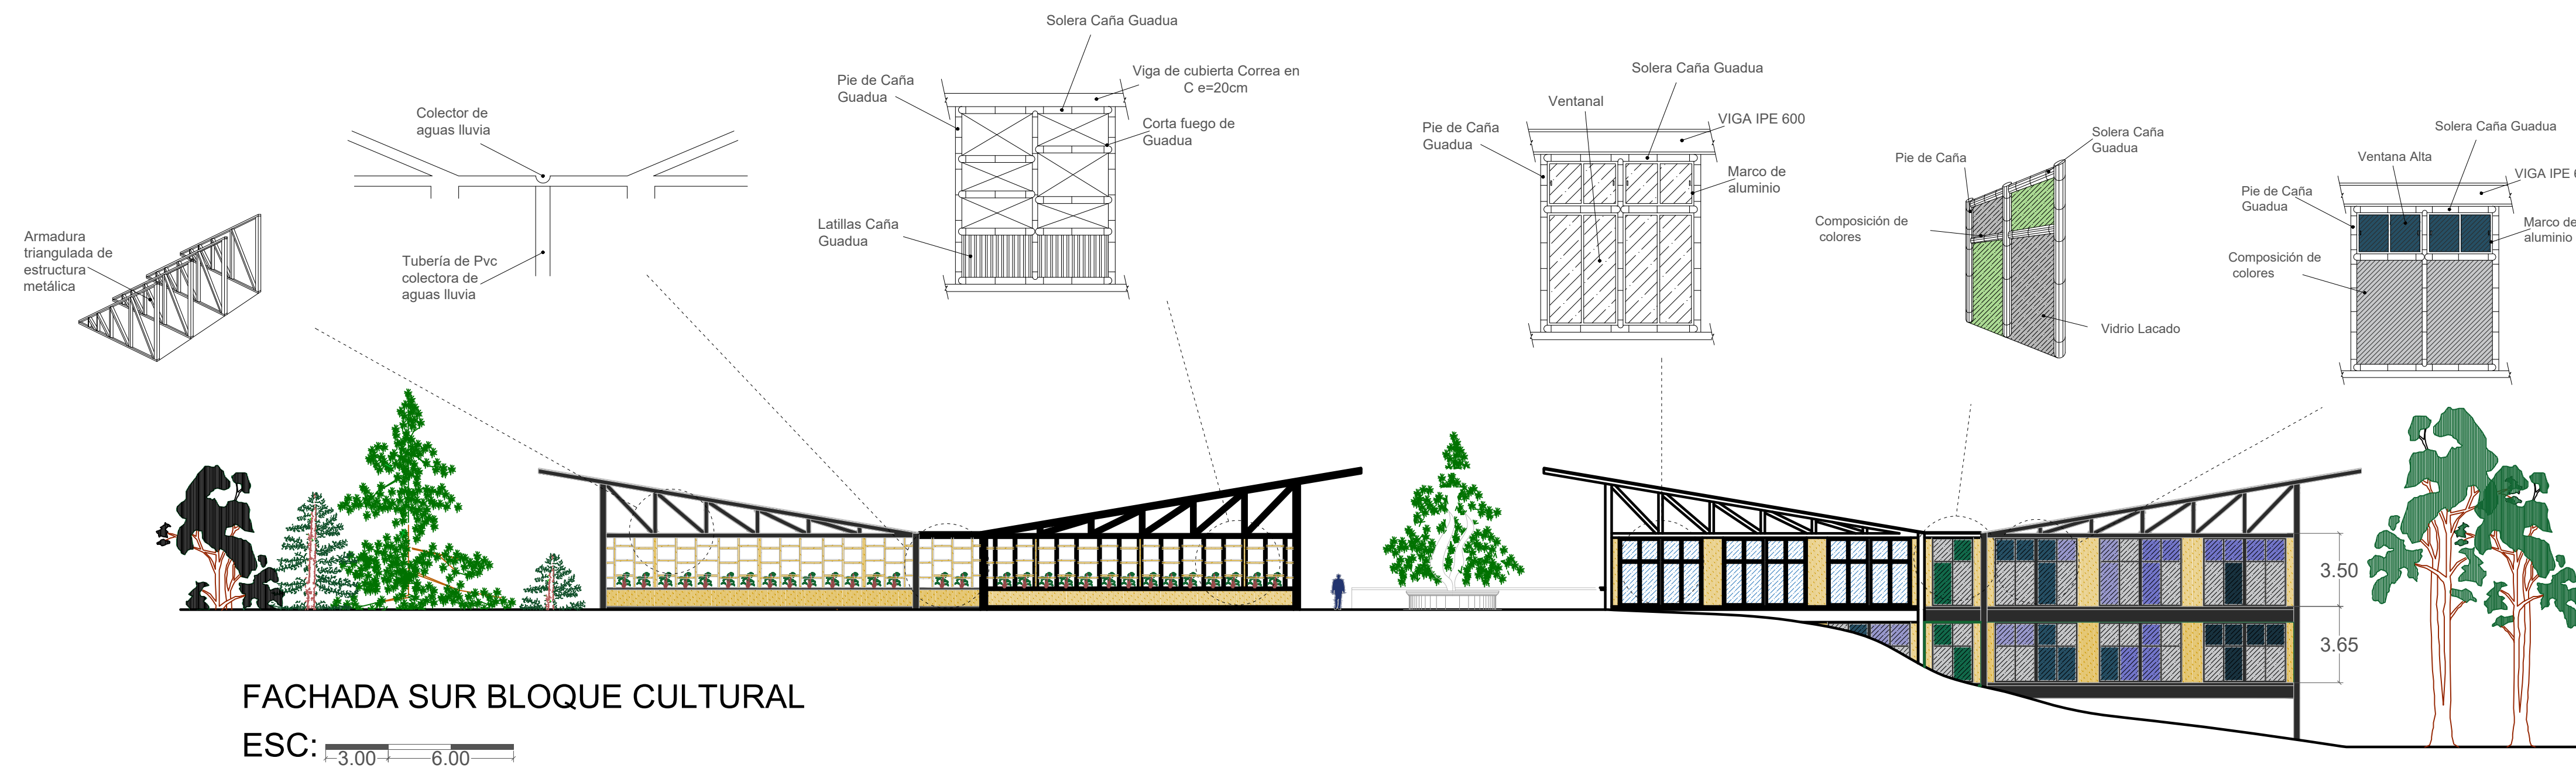 Armadura
triangulada de
estructura
metálica
Colector de
aguas lluvia
Tubería de Pvc
colectora de
aguas lluvia
Solera Caña Guadua
Pie de Caña
Guadua
Viga de cubierta Correa en
C e=20cm
Corta fuego de
Guadua
Latillas Caña
Guadua
Solera Caña Guadua
Ventanal
VIGA IPE 600
Pie de Caña
Guadua
Marco de
aluminio
Solera Caña
Guadua
Pie de Caña
Composición de
colores
Vidrio Lacado
Solera Caña Guadua
Ventana Alta
VIGA IPE 6
Pie de Caña
Guadua
Marco de
aluminio
Composición de
colores
3.50
3.65
FACHADA SUR BLOQUE CULTURAL
ESC:
3.00 6.00